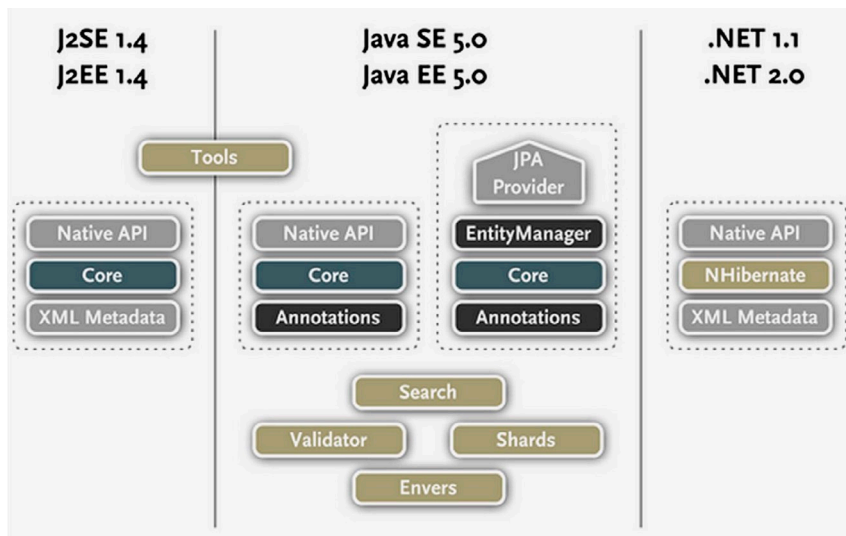 J2SE 1.4
J2EE 1.4
Java SE 5.0
Java EE 5.0
.NET 1.1
.NET 2.0
Tools
JPA
Provider
Native API
Core
XML Metadata
Native API
Core
Annotations
EntityManager
Core
Annotations
Native API
NHibernate
XML Metadata
Search
Validator
Shards
Envers